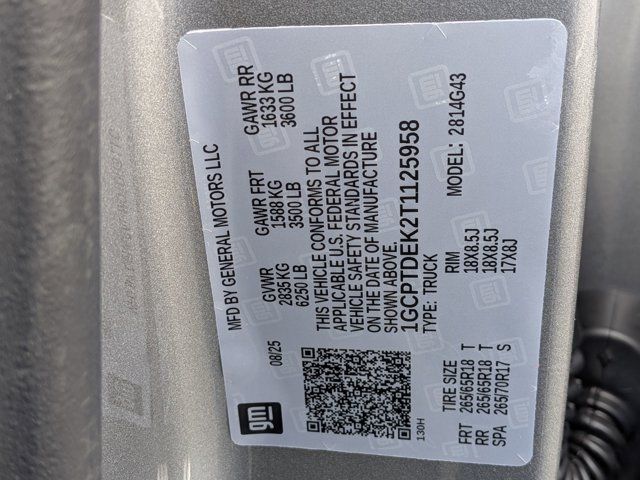 MFD BY GENERAL MOTORS LLC
08/25
GVWR GAWR FRT GAWR RR
2835 KG 1588 KG 1633 KG
6250 LB 3500 LB 3600 LB
THIS VEHICLE CONFORMS TO ALL
APPLICABLE U.S. FEDERAL MOTOR
VEHICLE SAFETY STANDARDS IN EFFECT
ON THE DATE OF MANUFACTURE
SHOWN ABOVE.
1GCPTDEK2T1125958
TYPE: TRUCK MODEL: 2814G43
gm
130H
TIRE SIZE RIM
FRT 265/65R18 T 18X8.5J
RR 265/65R18 T 18X8.5J
SPA 265/70R17 S 17X8J